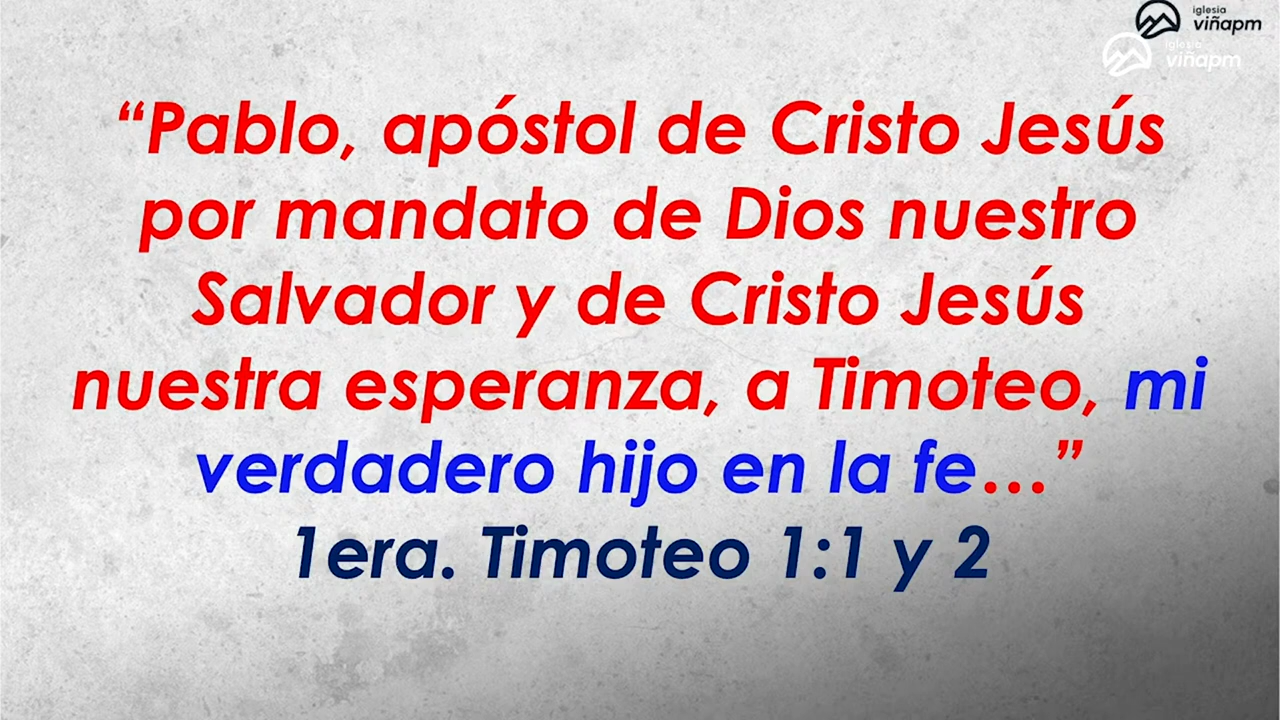 iglesia
viñapm
iglesia
viñapm
“Pablo, apóstol de Cristo Jesús
por mandato de Dios nuestro
Salvador y de Cristo Jesús
nuestra esperanza, a Timoteo, mi
verdadero hijo en la fe...”
1era. Timoteo 1:1 y 2